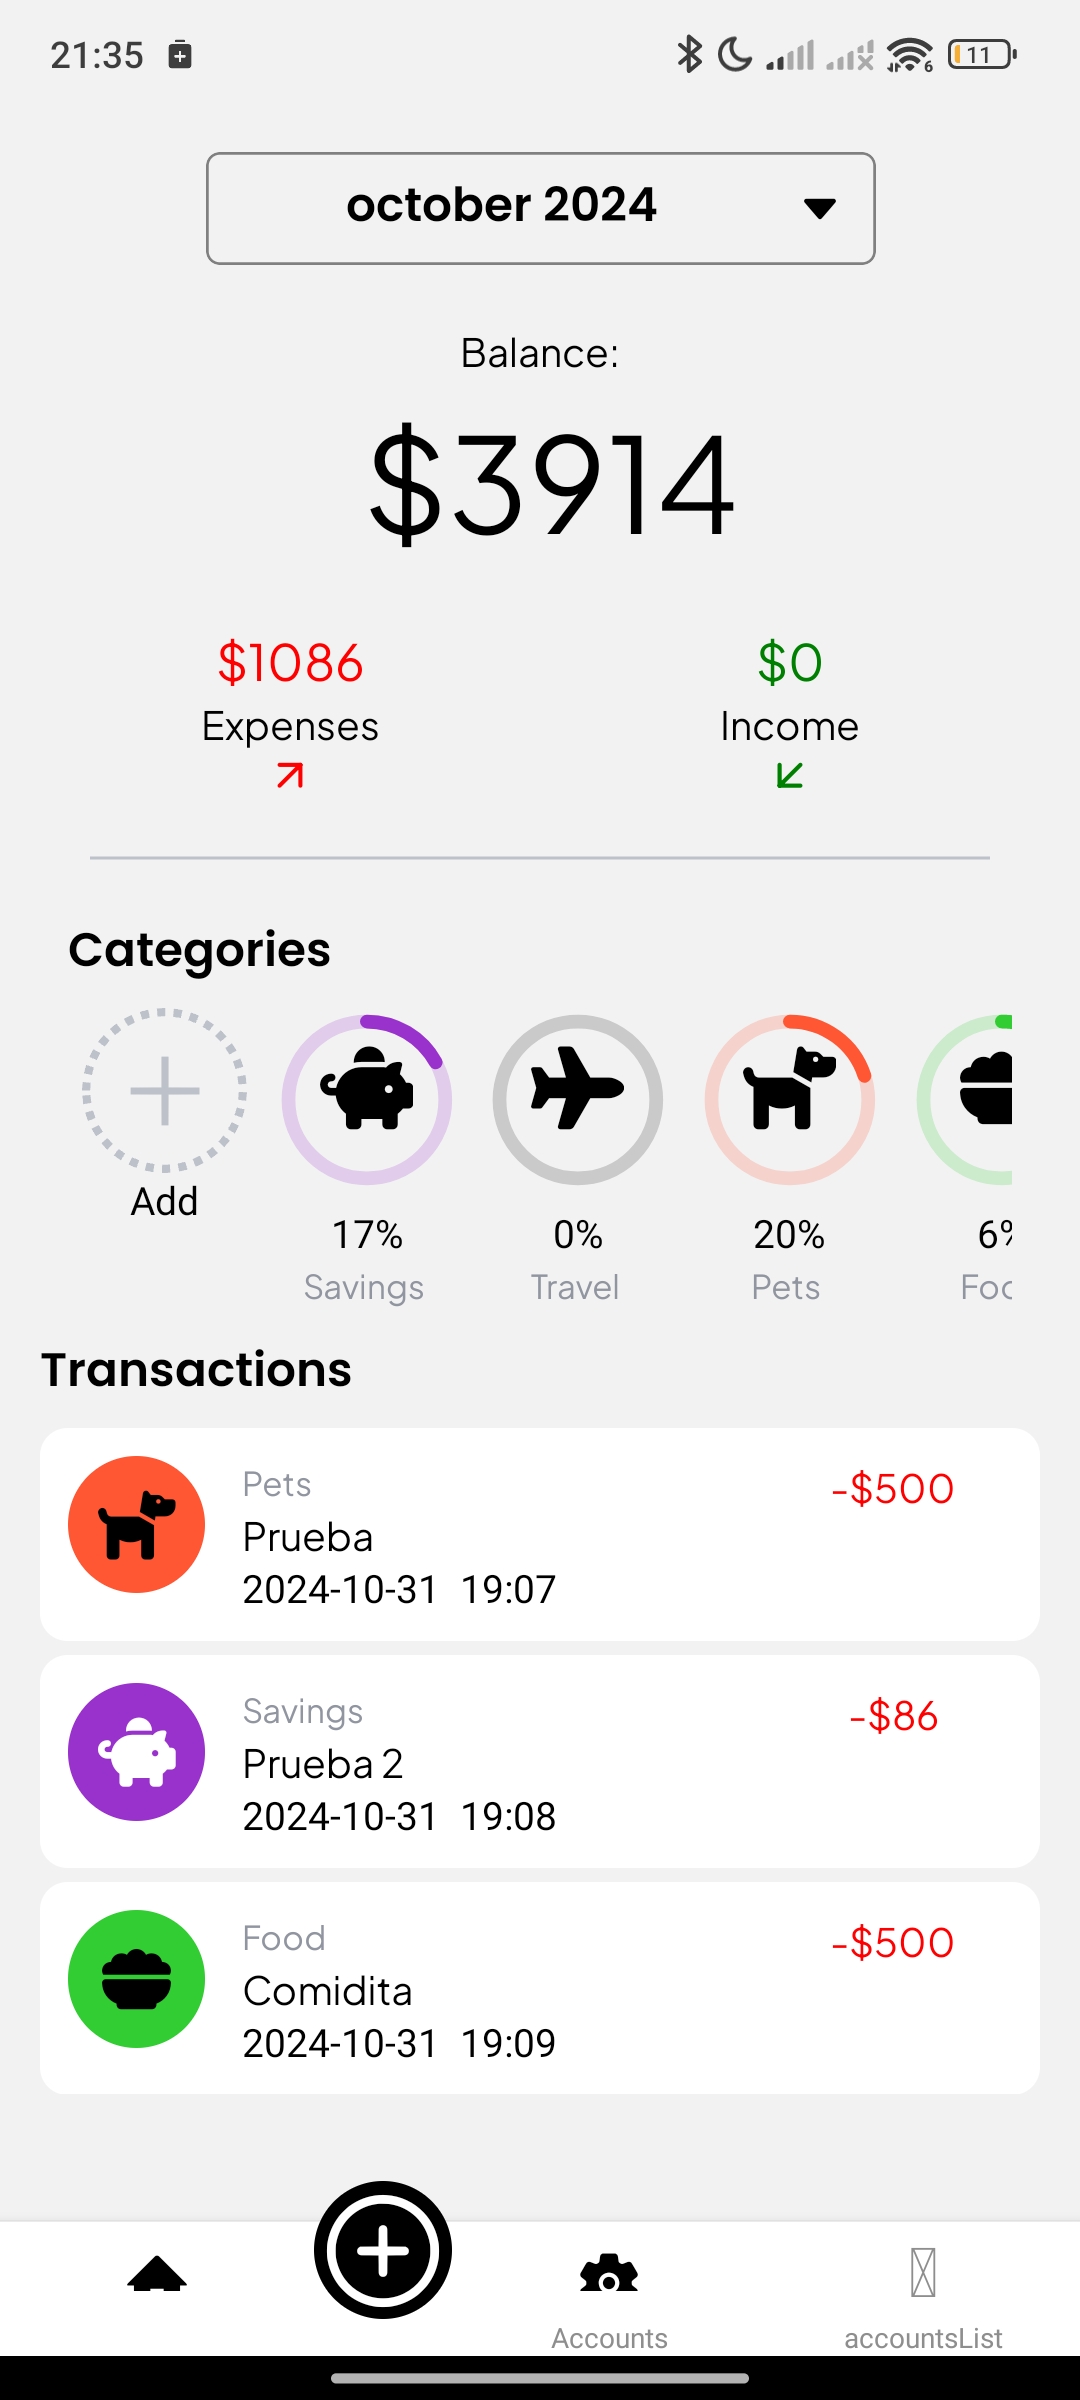 21:35
6
11
october 2024
Balance:
$3914
$1086
$0
Expenses
Income
Categories
Add
17%
0%
20%
Savings
Travel
Pets
Transactions
Pets
-$500
Prueba
2024-10-31 19:07
Savings
-$86
Prueba 2
2024-10-31 19:08
Food
-$500
Comidita
2024-10-31 19:09
Accounts
accountsList